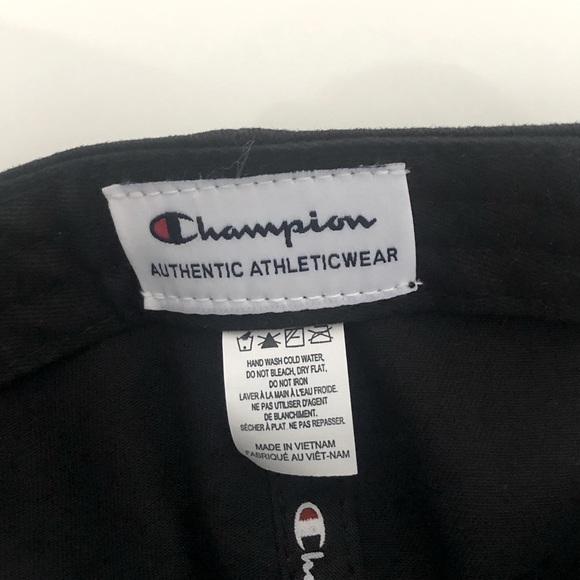 Champion
AUTHENTIC ATHLETICWEAR
HAND WASH COLD WATER,
DO NOT BLEACH, DRY FLAT,
DO NOT IRON
LAVER À LA MAIN À L'EAU FROIDE.
NE PAS UTILISER D'AGENT
DE BLANCHIMENT.
SÉCHER À PLAT. NE PAS REPASSER.
MADE IN VIETNAM
FABRIQUÉ AU VIÊT-NAM
Cha